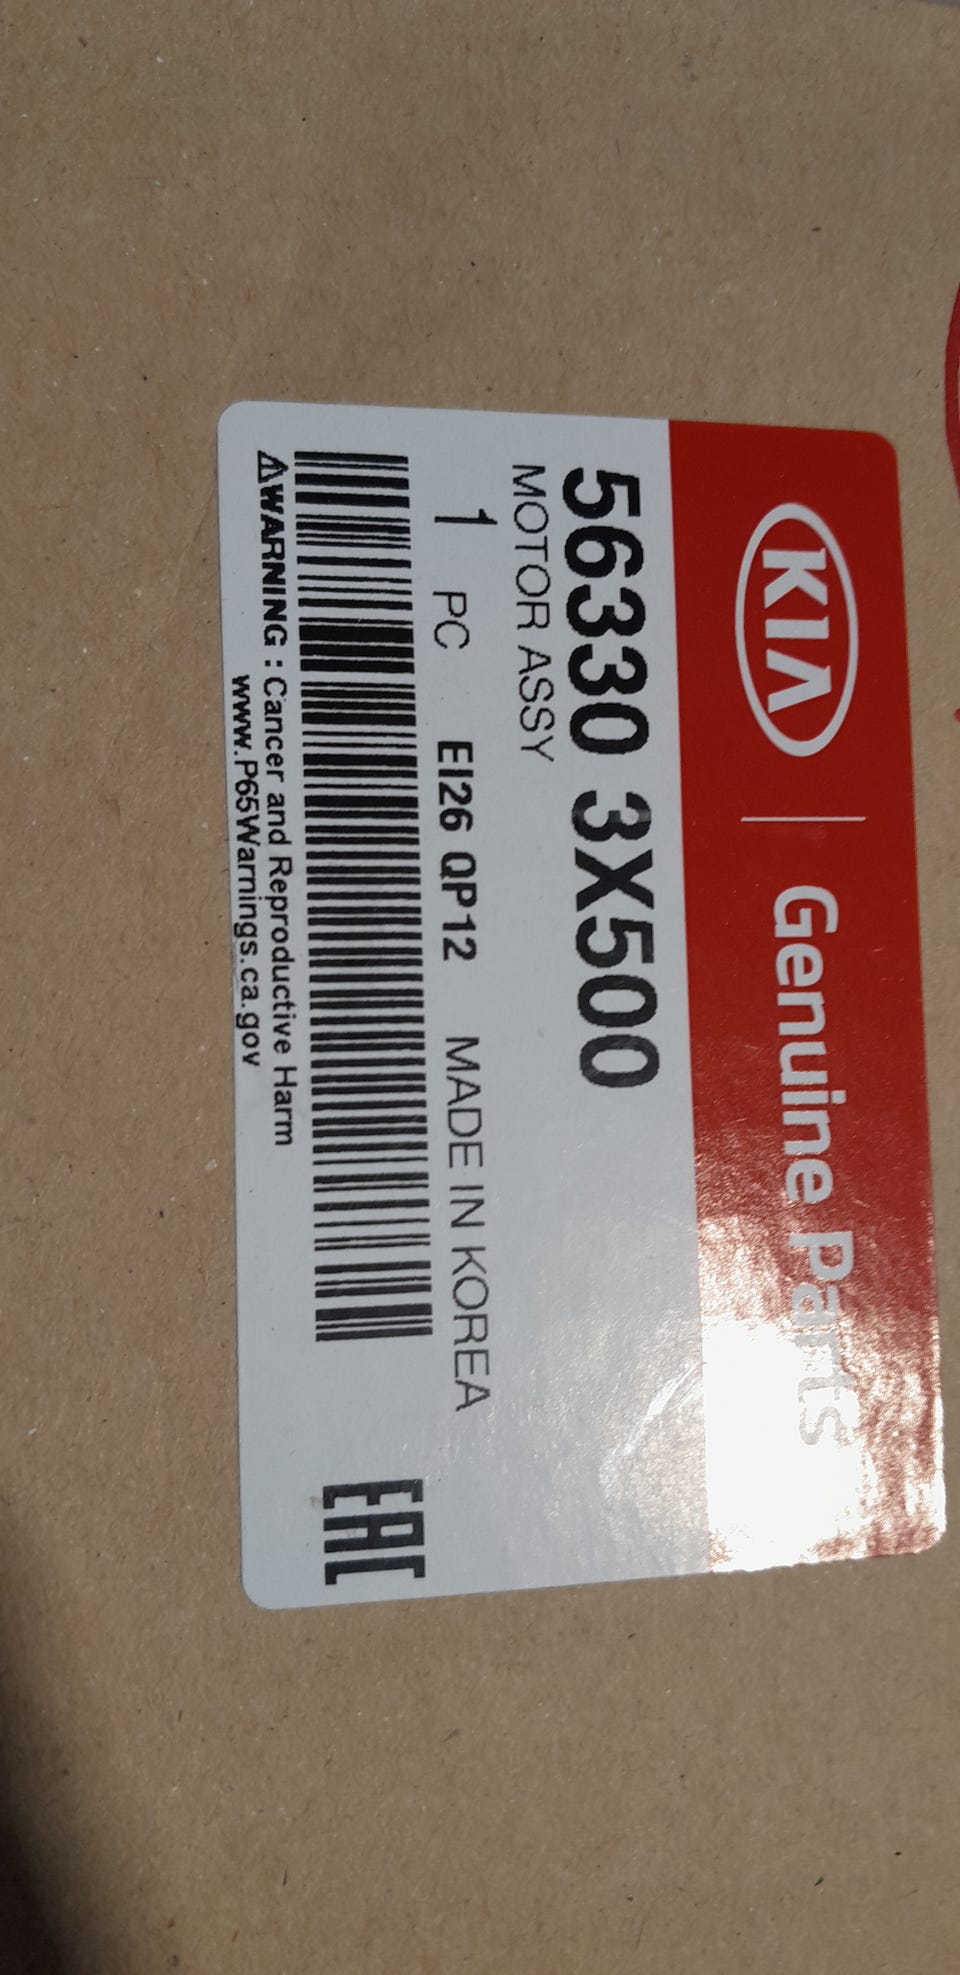 KIA | Genuine Parts
56330 3X500
MOTOR ASSY
1 PC EI26 QP12 MADE IN KOREA
EAC
⚠WARNING : Cancer and Reproductive Harm
www.P65Warnings.ca.gov